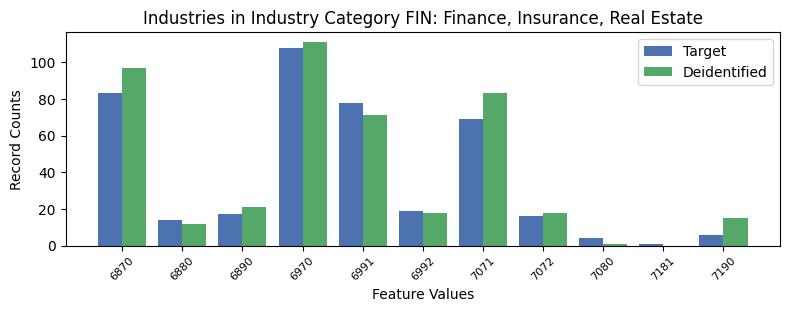 Industries in Industry Category FIN: Finance, Insurance, Real Estate
Target
Deidentified
Record Counts
100
80
60
40
20
0
6870 6880 6890 6970 6991 6992 7071 7072 7080 7181 7190
Feature Values